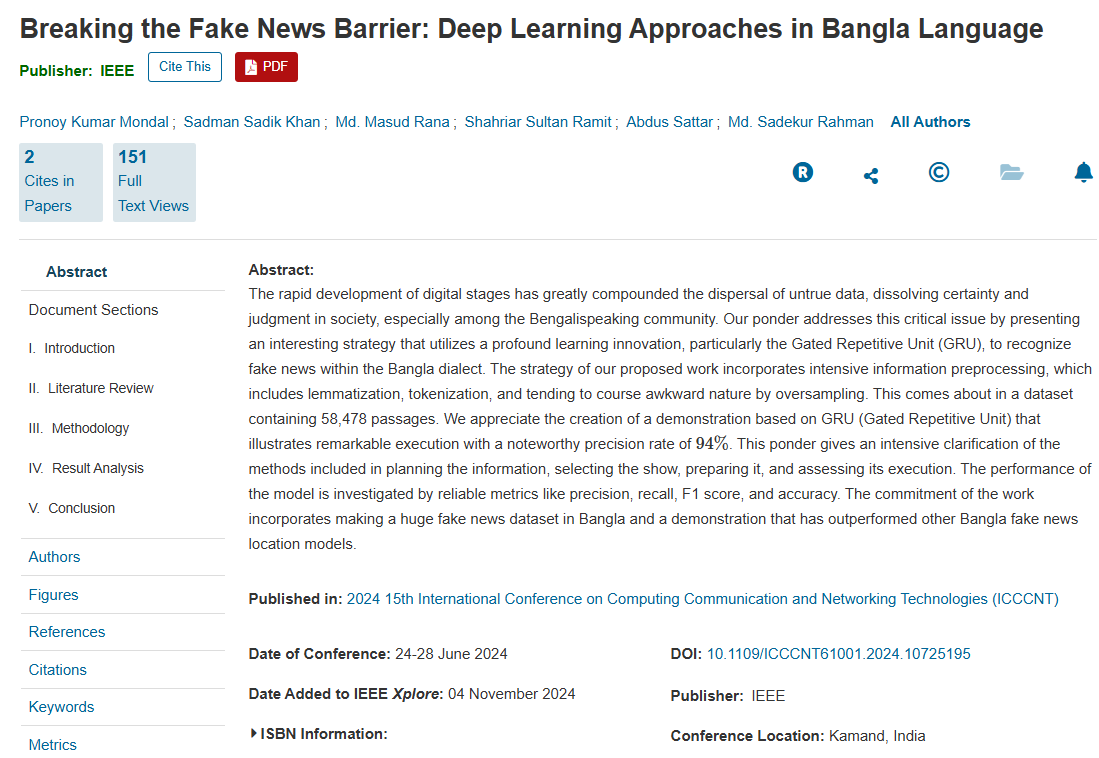 Breaking the Fake News Barrier: Deep Learning Approaches in Bangla Language
Publisher: IEEE Cite This PDF
Pronoy Kumar Mondal ; Sadman Sadik Khan ; Md. Masud Rana ; Shahriar Sultan Ramit ; Abdus Sattar ; Md. Sadekur Rahman All Authors
2
Cites in
Papers
151
Full
Text Views
Abstract
Document Sections
I. Introduction
II. Literature Review
III. Methodology
IV. Result Analysis
V. Conclusion
Authors
Figures
References
Citations
Keywords
Metrics
Abstract:
The rapid development of digital stages has greatly compounded the dispersal of untrue data, dissolving certainty and
judgment in society, especially among the Bengalispeaking community. Our ponder addresses this critical issue by presenting
an interesting strategy that utilizes a profound learning innovation, particularly the Gated Repetitive Unit (GRU), to recognize
fake news within the Bangla dialect. The strategy of our proposed work incorporates intensive information preprocessing, which
includes lemmatization, tokenization, and tending to course awkward nature by oversampling. This comes about in a dataset
containing 58,478 passages. We appreciate the creation of a demonstration based on GRU (Gated Repetitive Unit) that
illustrates remarkable execution with a noteworthy precision rate of 94%. This ponder gives an intensive clarification of the
methods included in planning the information, selecting the show, preparing it, and assessing its execution. The performance of
the model is investigated by reliable metrics like precision, recall, F1 score, and accuracy. The commitment of the work
incorporates making a huge fake news dataset in Bangla and a demonstration that has outperformed other Bangla fake news
location models.
Published in: 2024 15th International Conference on Computing Communication and Networking Technologies (ICCCNT)
Date of Conference: 24-28 June 2024
Date Added to IEEE Xplore: 04 November 2024
ISBN Information:
DOI: 10.1109/ICCCNT61001.2024.10725195
Publisher: IEEE
Conference Location: Kamand, India